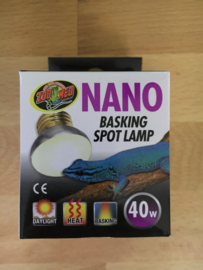 ZOO MED
NANO
BASKING
SPOT LAMP
CE
40w
DAYLIGHT
HEAT
BASKING